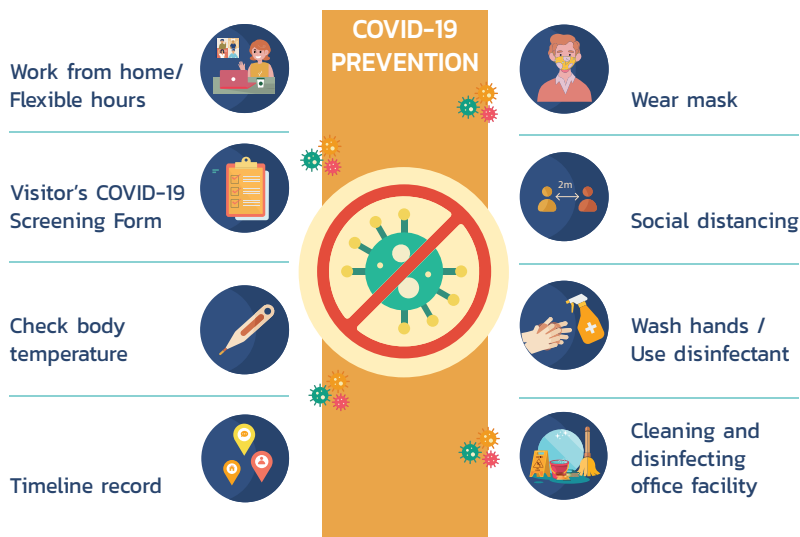 COVID-19
PREVENTION
Work from home/
Flexible hours
Visitor's COVID-19
Screening Form
Check body
temperature
Timeline record
Wear mask
2m
Social distancing
Wash hands /
Use disinfectant
Cleaning and
disinfecting
office facility